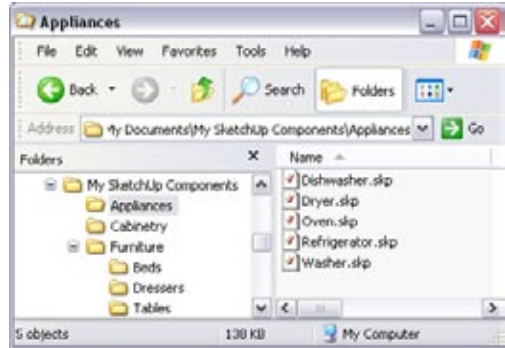 Appliances
File Edit View Favorites Tools Help
Back Search Folders
Address My Documents\My SketchUp Components\Appliances Go
Folders x Name
My SketchUp Components
Appliances
Cabinetry
Furniture
Beds
Dressers
Tables
Dishwasher.skp
Dryer.skp
Oven.skp
Refrigerator.skp
Washer.skp
5 objects 138 KB My Computer